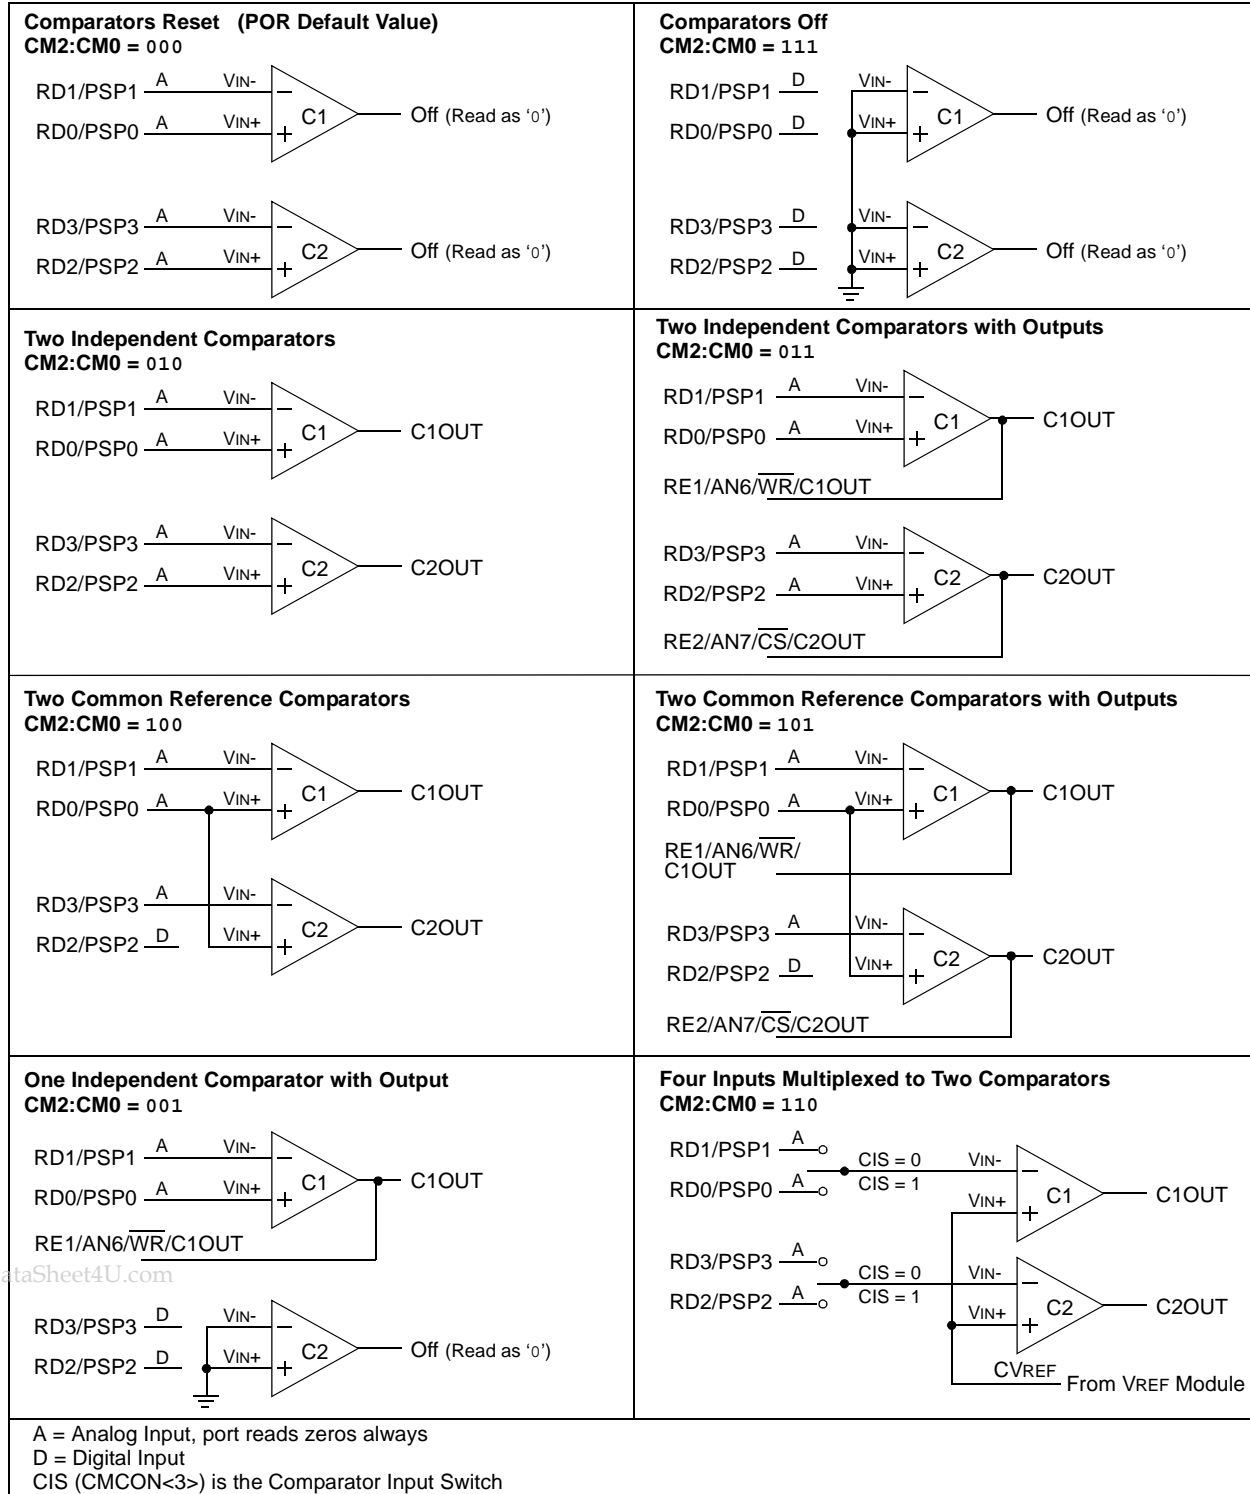 Comparators Reset (POR Default Value)
CM2:CM0 = 000
RD1/PSP1 A VIN-
RD0/PSP0 A VIN+
C1
Off (Read as '0')
RD3/PSP3 A VIN-
RD2/PSP2 A VIN+
C2
Off (Read as '0')
Comparators Off
CM2:CM0 = 111
RD1/PSP1 D VIN-
RD0/PSP0 D VIN+
C1
Off (Read as '0')
RD3/PSP3 D VIN-
RD2/PSP2 D VIN+
C2
Off (Read as '0')
Two Independent Comparators
CM2:CM0 = 010
RD1/PSP1 A VIN-
RD0/PSP0 A VIN+
C1
C1OUT
RD3/PSP3 A VIN-
RD2/PSP2 A VIN+
C2
C2OUT
Two Independent Comparators with Outputs
CM2:CM0 = 011
RD1/PSP1 A VIN-
RD0/PSP0 A VIN+
C1
C1OUT
RE1/AN6/W̅R̅/C1OUT
RD3/PSP3 A VIN-
RD2/PSP2 A VIN+
C2
C2OUT
RE2/AN7/C̅S̅/C2OUT
Two Common Reference Comparators
CM2:CM0 = 100
RD1/PSP1 A VIN-
RD0/PSP0 A VIN+
C1
C1OUT
RD3/PSP3 A VIN-
RD2/PSP2 D VIN+
C2
C2OUT
Two Common Reference Comparators with Outputs
CM2:CM0 = 101
RD1/PSP1 A VIN-
RD0/PSP0 A VIN+
C1
C1OUT
RE1/AN6/W̅R̅/
C1OUT
RD3/PSP3 A VIN-
RD2/PSP2 D VIN+
C2
C2OUT
RE2/AN7/C̅S̅/C2OUT
One Independent Comparator with Output
CM2:CM0 = 001
RD1/PSP1 A VIN-
RD0/PSP0 A VIN+
C1
C1OUT
RE1/AN6/W̅R̅/C1OUT
ataSheet4U.com
RD3/PSP3 D VIN-
RD2/PSP2 D VIN+
C2
Off (Read as '0')
Four Inputs Multiplexed to Two Comparators
CM2:CM0 = 110
RD1/PSP1 A
CIS = 0 VIN-
RD0/PSP0 A CIS = 1
VIN+
C1
C1OUT
RD3/PSP3 A
CIS = 0 VIN-
RD2/PSP2 A CIS = 1
VIN+
C2
C2OUT
CVREF
From VREF Module
A = Analog Input, port reads zeros always
D = Digital Input
CIS (CMCON<3>) is the Comparator Input Switch